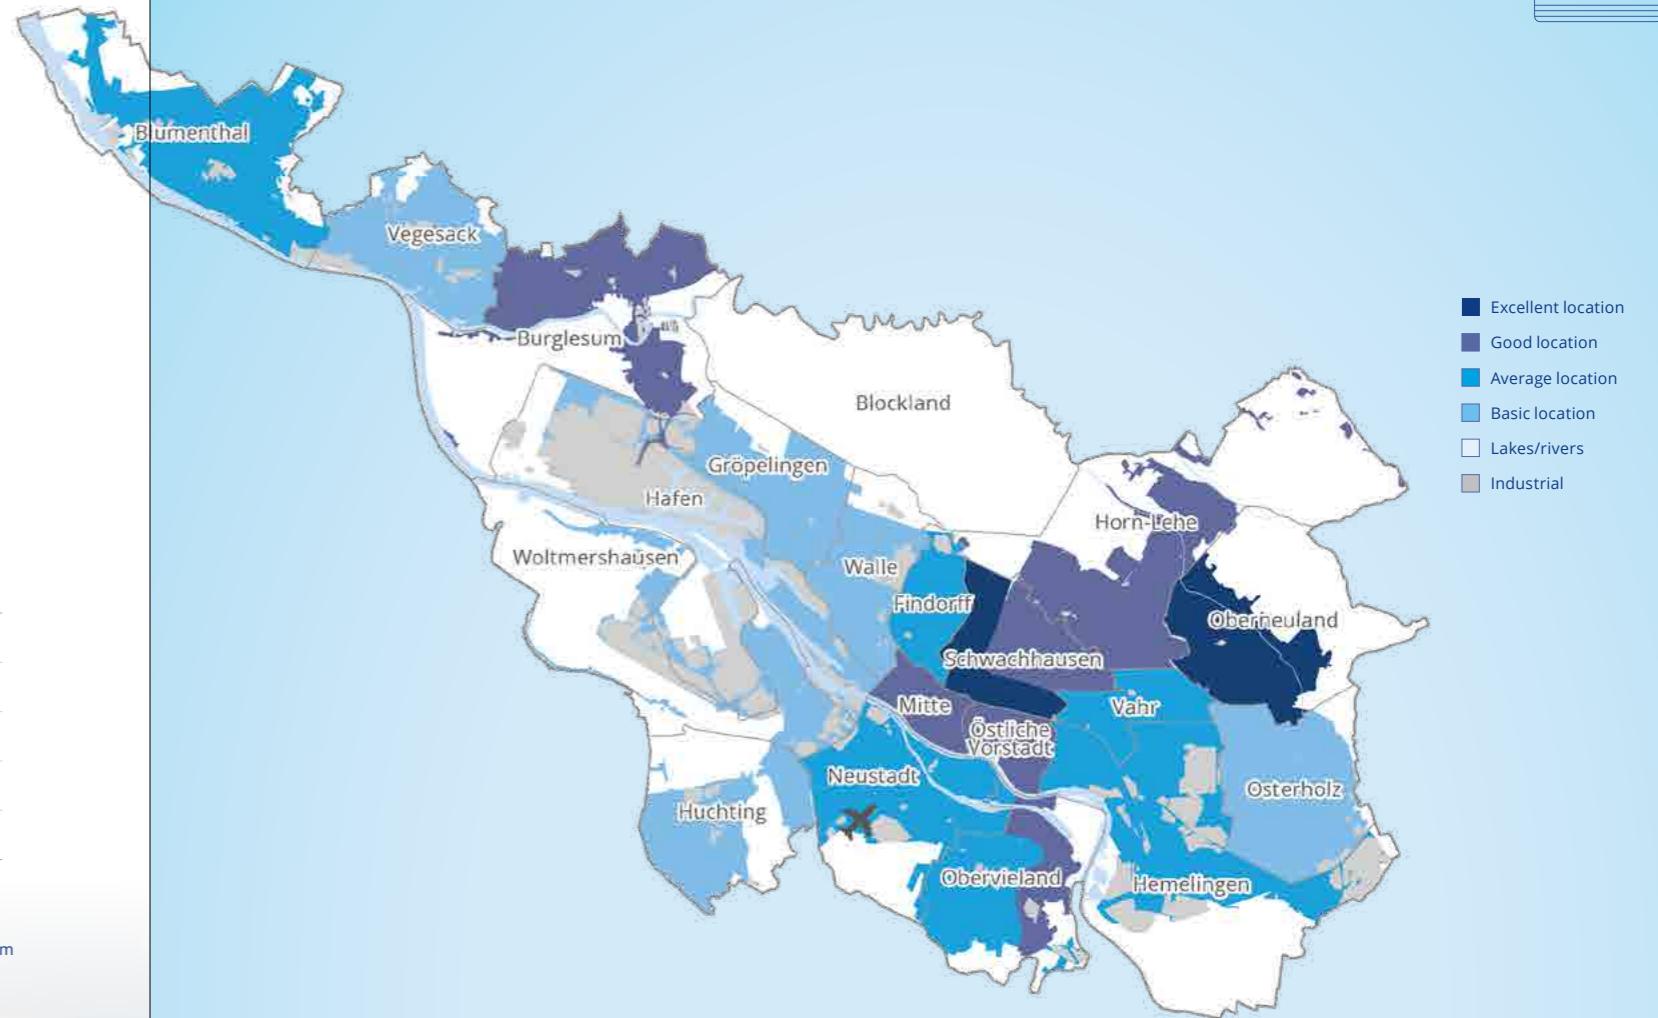 Blumenthal
Vegesack
Burglesum
Blockland
Gröpelingen
Hafen
Horn-Lehe
Woltmershausen
Walle
Findorff
Oberneuland
Schwachhausen
Mitte
Vahr
Östliche
Vorstadt
Neustadt
Osterholz
Huchting
Obervieland
Hemelingen
Excellent location
Good location
Average location
Basic location
Lakes/rivers
Industrial
m